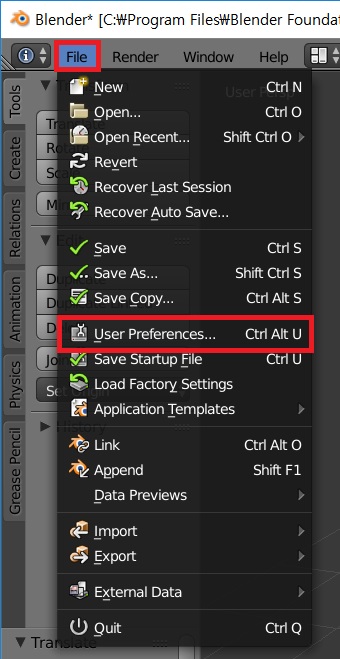 Blender* [C:₩Program Files₩Blender Founda
File Render Window Help
Tools
Create
Relations
Animation
Physics
Grease Pencil
New Ctrl N
Open... Ctrl O
Open Recent... Shift Ctrl O
Revert
Recover Last Session
Recover Auto Save...
Save Ctrl S
Save As... Shift Ctrl S
Save Copy... Ctrl Alt S
User Preferences... Ctrl Alt U
Save Startup File Ctrl U
Load Factory Settings
Application Templates
Link Ctrl Alt O
Append Shift F1
Data Previews
Import
Export
External Data
Quit Ctrl Q
Translate